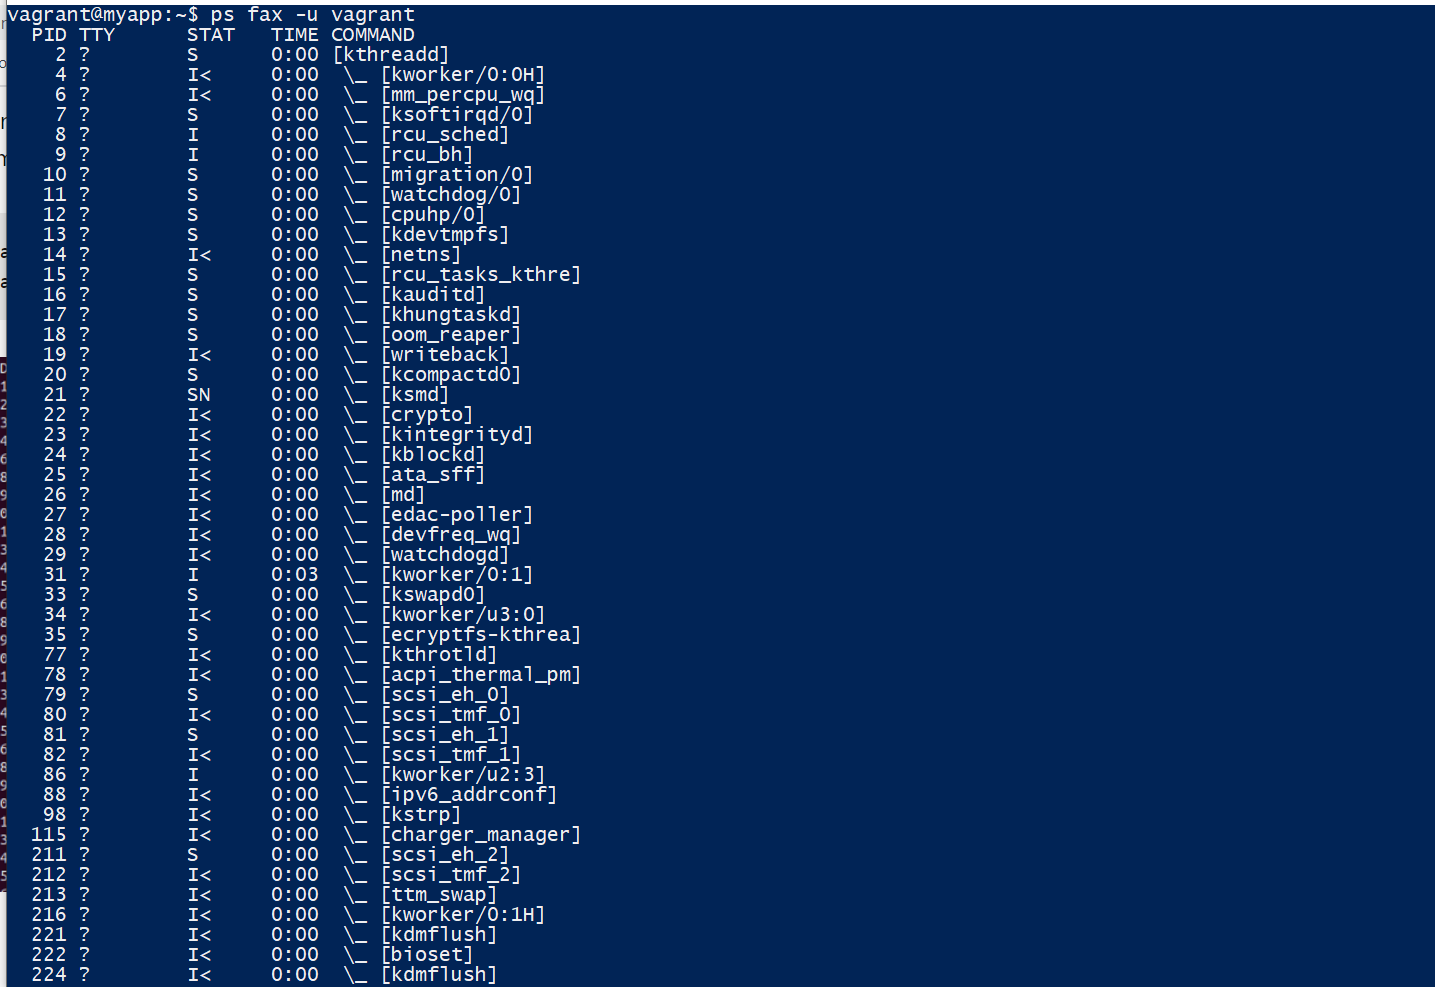 vagrant@myapp:~$ ps fax -u vagrant
  PID TTY      STAT   TIME COMMAND
    2 ?        S      0:00 [kthreadd]
    4 ?        I<     0:00  \_ [kworker/0:0H]
    6 ?        I<     0:00  \_ [mm_percpu_wq]
    7 ?        S      0:00  \_ [ksoftirqd/0]
    8 ?        I      0:00  \_ [rcu_sched]
    9 ?        I      0:00  \_ [rcu_bh]
   10 ?        S      0:00  \_ [migration/0]
   11 ?        S      0:00  \_ [watchdog/0]
   12 ?        S      0:00  \_ [cpuhp/0]
   13 ?        S      0:00  \_ [kdevtmpfs]
   14 ?        I<     0:00  \_ [netns]
   15 ?        S      0:00  \_ [rcu_tasks_kthre]
   16 ?        S      0:00  \_ [kauditd]
   17 ?        S      0:00  \_ [khungtaskd]
   18 ?        S      0:00  \_ [oom_reaper]
   19 ?        I<     0:00  \_ [writeback]
   20 ?        S      0:00  \_ [kcompactd0]
   21 ?        SN     0:00  \_ [ksmd]
   22 ?        I<     0:00  \_ [crypto]
   23 ?        I<     0:00  \_ [kintegrityd]
   24 ?        I<     0:00  \_ [kblockd]
   25 ?        I<     0:00  \_ [ata_sff]
   26 ?        I<     0:00  \_ [md]
   27 ?        I<     0:00  \_ [edac-poller]
   28 ?        I<     0:00  \_ [devfreq_wq]
   29 ?        I<     0:00  \_ [watchdogd]
   31 ?        I      0:03  \_ [kworker/0:1]
   33 ?        S      0:00  \_ [kswapd0]
   34 ?        I<     0:00  \_ [kworker/u3:0]
   35 ?        S      0:00  \_ [ecryptfs-kthrea]
   77 ?        I<     0:00  \_ [kthrotld]
   78 ?        I<     0:00  \_ [acpi_thermal_pm]
   79 ?        S      0:00  \_ [scsi_eh_0]
   80 ?        I<     0:00  \_ [scsi_tmf_0]
   81 ?        S      0:00  \_ [scsi_eh_1]
   82 ?        I<     0:00  \_ [scsi_tmf_1]
   86 ?        I      0:00  \_ [kworker/u2:3]
   88 ?        I<     0:00  \_ [ipv6_addrconf]
   98 ?        I<     0:00  \_ [kstrp]
  115 ?        I<     0:00  \_ [charger_manager]
  211 ?        S      0:00  \_ [scsi_eh_2]
  212 ?        I<     0:00  \_ [scsi_tmf_2]
  213 ?        I<     0:00  \_ [ttm_swap]
  216 ?        I<     0:00  \_ [kworker/0:1H]
  221 ?        I<     0:00  \_ [kdmflush]
  222 ?        I<     0:00  \_ [bioset]
  224 ?        I<     0:00  \_ [kdmflush]